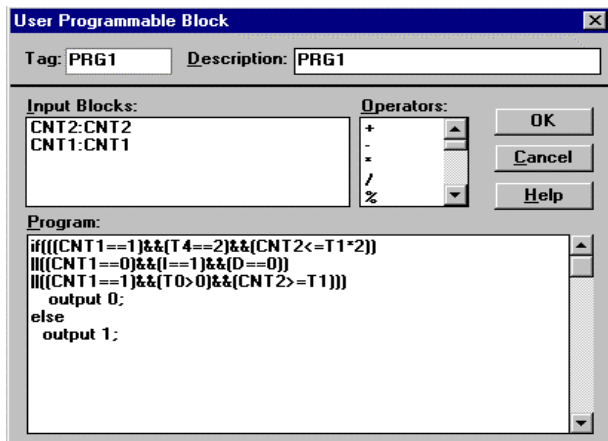 User Programmable Block
Tag: PRG1 Description: PRG1
Input Blocks: Operators:
CNT2:CNT2
CNT1:CNT1
+
-
*
/
%
OK
Cancel
Help
Program:
if(((CNT1==1)&&(T4==2)&&(CNT2<=T1*2))
||((CNT1==0)&&(I==1)&&(D==0))
||((CNT1==1)&&(T0>0)&&(CNT2>=T1)))
output 0;
else
output 1;